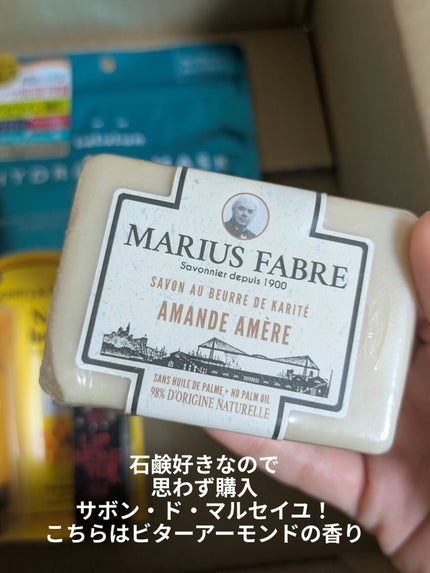 lululun
HYDRA
MASK
MARIUS FABRE
Savonnier depuis 1900
SAVON AU BEURRE DE KARITÉ
AMANDE AMÈRE
SANS HUILE DE PALME • NO PALM OIL
98% D'ORIGINE NATURELLE
石鹸好きなので
思わず購入
サボン・ド・マルセイユ！
こちらはビターアーモンドの香り